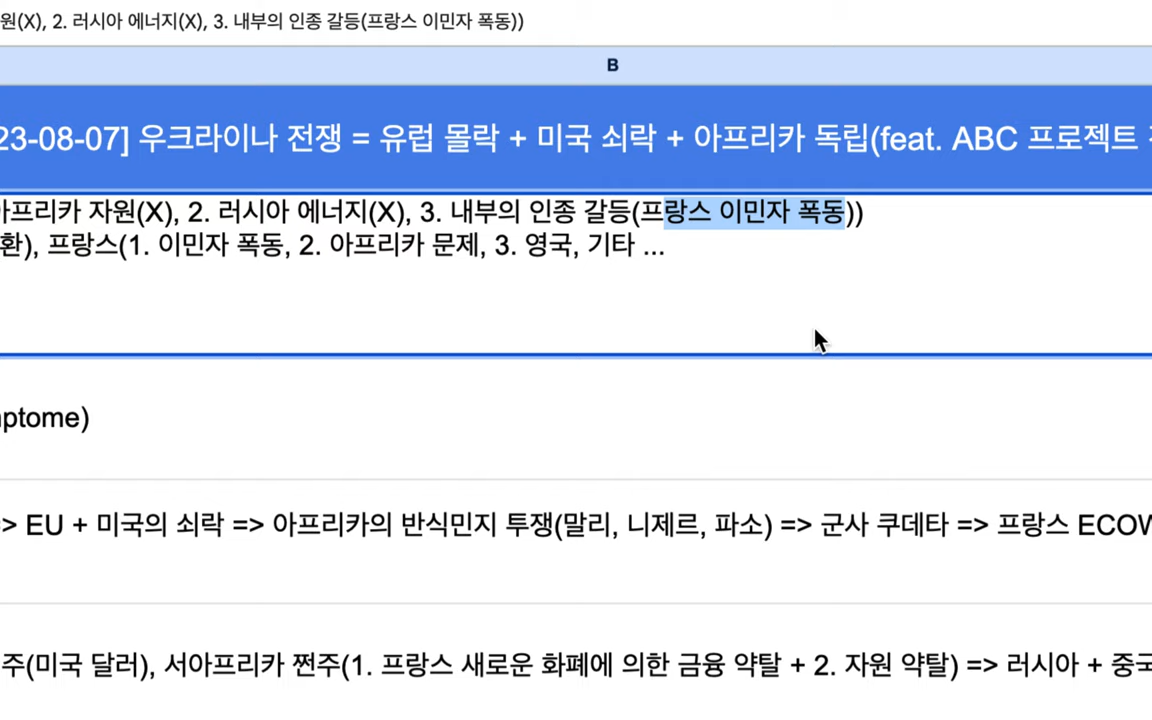 원(X), 2. 러시아 에너지(X), 3. 내부의 인종 갈등(프랑스 이민자 폭동))
B
23-08-07] 우크라이나 전쟁 = 유럽 몰락 + 미국 쇠락 + 아프리카 독립(feat. ABC 프로젝트
아프리카 자원(X), 2. 러시아 에너지(X), 3. 내부의 인종 갈등(프랑스 이민자 폭동))
환), 프랑스(1. 이민자 폭동, 2. 아프리카 문제, 3. 영국, 기타 ...
ptome)
=> EU + 미국의 쇠락 => 아프리카의 반식민지 투쟁(말리, 니제르, 파소) => 군사 쿠데타 => 프랑스 ECOW
주(미국 달러), 서아프리카 쩐주(1. 프랑스 새로운 화폐에 의한 금융 약탈 + 2. 자원 약탈) => 러시아 + 중국